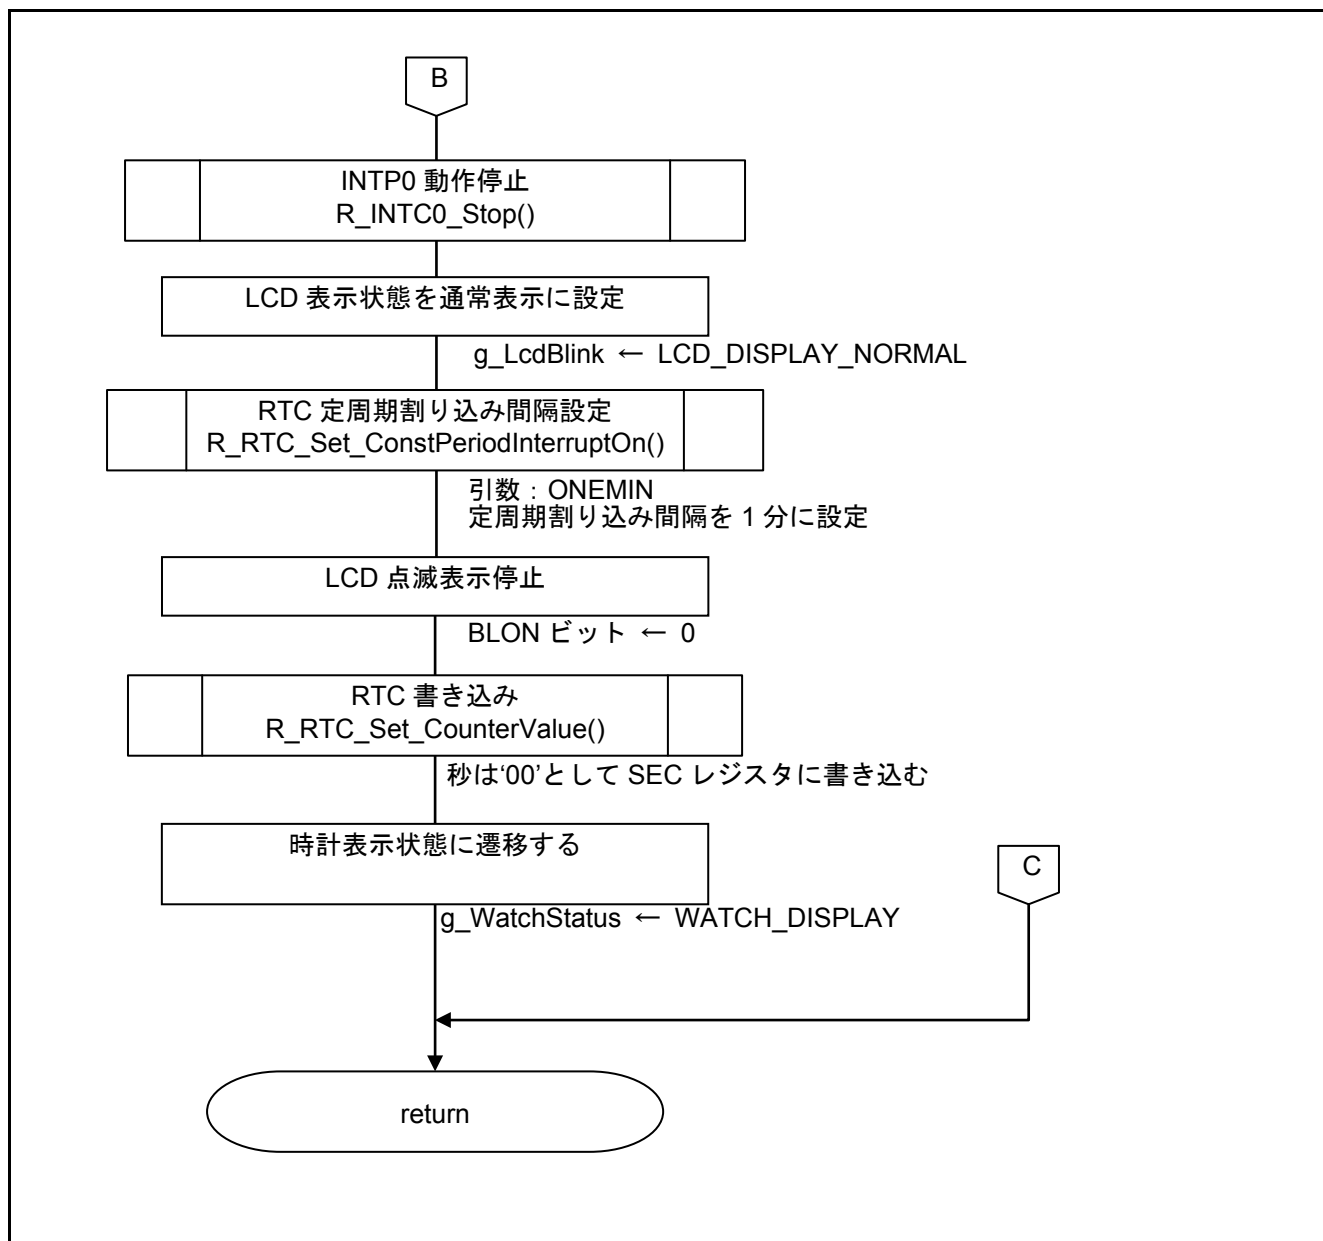 B
INTP0 動作停止
R_INTC0_Stop()
LCD 表示状態を通常表示に設定
g_LcdBlink ← LCD_DISPLAY_NORMAL
RTC 定周期割り込み間隔設定
R_RTC_Set_ConstPeriodInterruptOn()
引数：ONEMIN
定周期割り込み間隔を 1 分に設定
LCD 点滅表示停止
BLON ビット ← 0
RTC 書き込み
R_RTC_Set_CounterValue()
秒は‘00’として SEC レジスタに書き込む
時計表示状態に遷移する
C
g_WatchStatus ← WATCH_DISPLAY
return